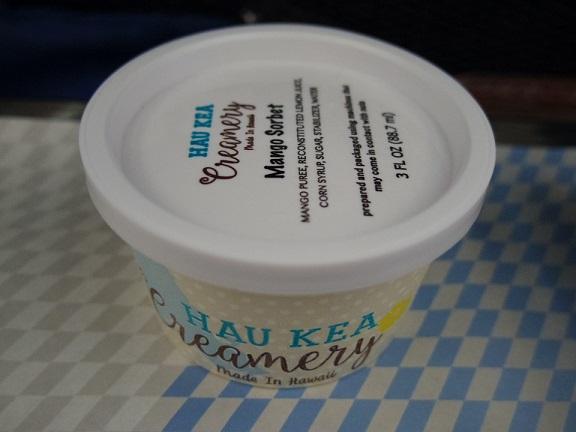 HAU KEA
Creamery
Made In Hawaii
Mango Sorbet
MANGO PUREE, RECONSTITUTED LEMON JUICE,
CORN SYRUP, SUGAR, STABILIZER, WATER
prepared and packaged using machines that
may come in contact with nuts
3 FL OZ (88.7 ml)
HAU KEA
Creamery
Made In Hawaii